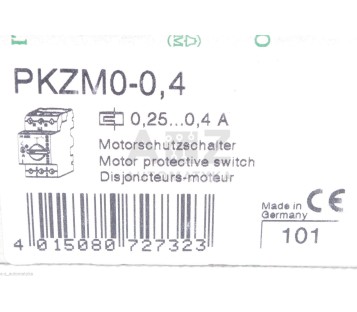 PKZM0-0,4
0,25...0,4 A
Motorschutzschalter
Motor protective switch
Disjoncteurs-moteur
Made in
Germany
CE
101
4 015080 727323